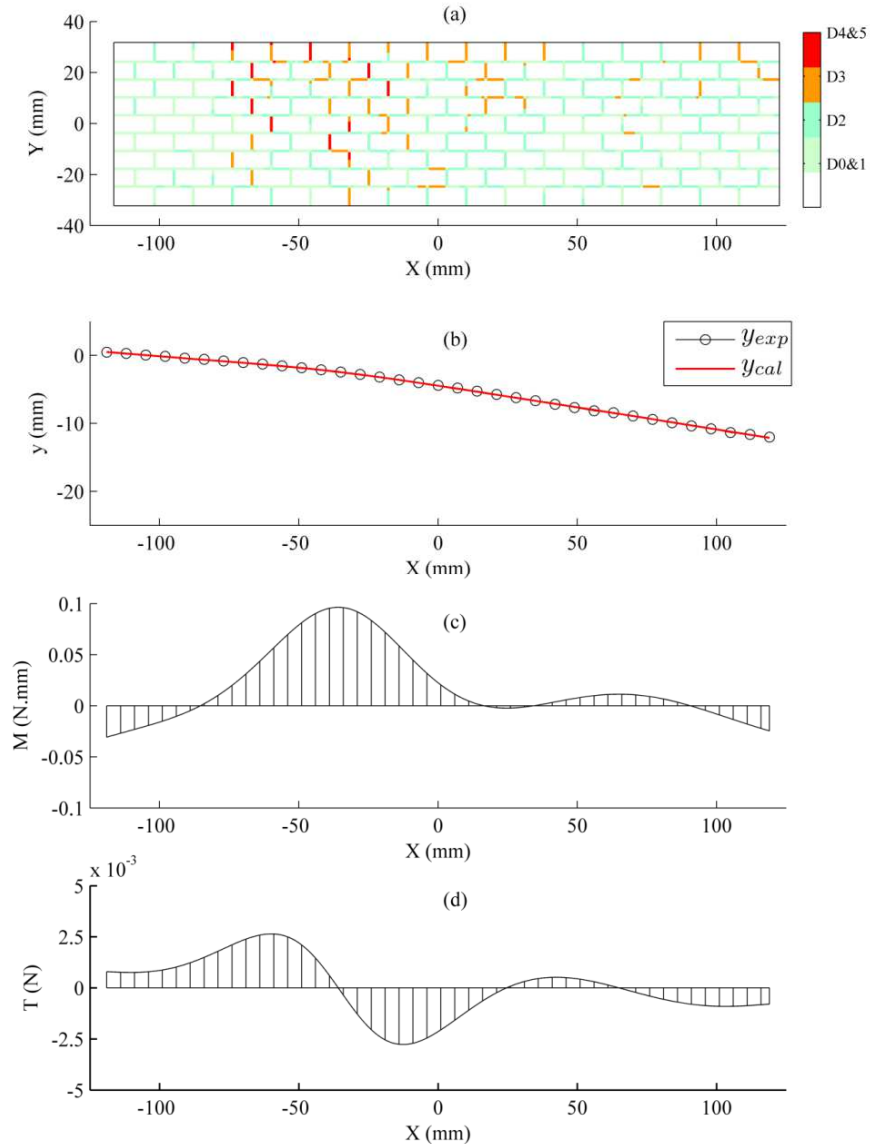 (a)
40
20
0
-20
-40
Y (mm)
-100 -50 0 50 100
X (mm)
D4&5
D3
D2
D0&1
(b)
0
-10
-20
y (mm)
y_exp
y_cal
-100 -50 0 50 100
X (mm)
(c)
0.1
0.05
0
-0.05
-0.1
M (N.mm)
-100 -50 0 50 100
X (mm)
x 10^-3
(d)
5
2.5
0
-2.5
-5
T (N)
-100 -50 0 50 100
X (mm)